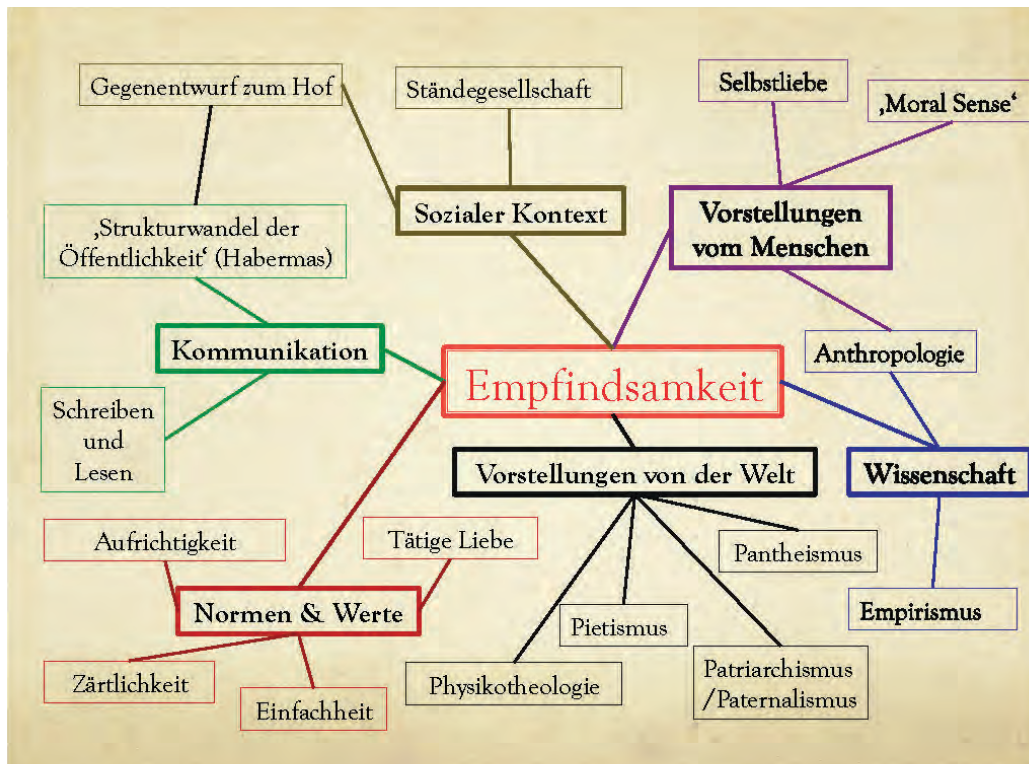 Gegenentwurf zum Hof
Ständegesellschaft
Selbstliebe
‚Moral Sense‘
‚Strukturwandel der
Öffentlichkeit‘ (Habermas)
Sozialer Kontext
Vorstellungen
vom Menschen
Kommunikation
Empfindsamkeit
Anthropologie
Schreiben
und
Lesen
Vorstellungen von der Welt
Wissenschaft
Aufrichtigkeit
Tätige Liebe
Pantheismus
Normen & Werte
Pietismus
Empirismus
Zärtlichkeit
Einfachheit
Physikotheologie
Patriarchismus
/Paternalismus